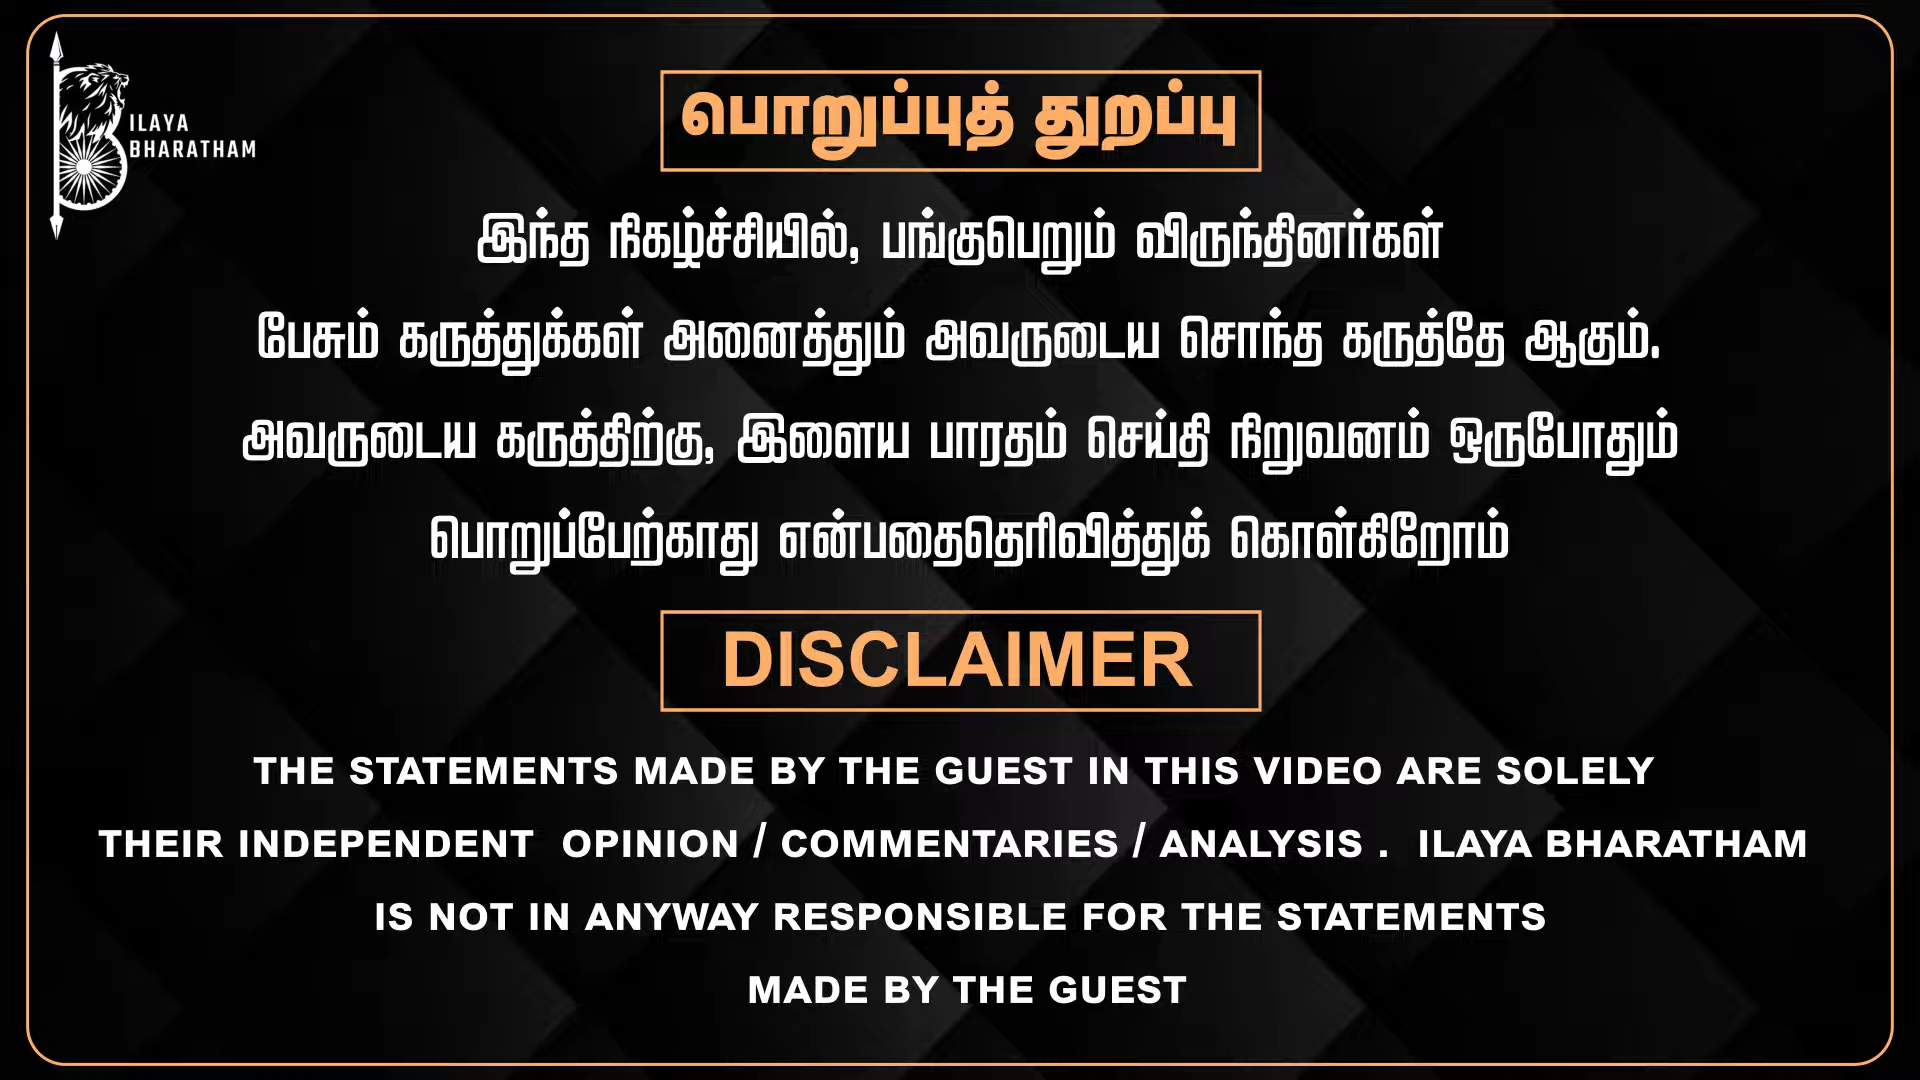 ILAYA
BHARATHAM
பொறுப்புத் துறப்பு
இந்த நிகழ்ச்சியில், பங்குபெறும் விருந்தினர்கள்
பேசும் கருத்துக்கள் அனைத்தும் அவருடைய சொந்த கருத்தே ஆகும்.
அவருடைய கருத்திற்கு, இளைய பாரதம் செய்தி நிறுவனம் ஒருபோதும்
பொறுப்பேற்காது என்பதைதெரிவித்துக் கொள்கிறோம்
DISCLAIMER
THE STATEMENTS MADE BY THE GUEST IN THIS VIDEO ARE SOLELY
THEIR INDEPENDENT  OPINION / COMMENTARIES / ANALYSIS .  ILAYA BHARATHAM
IS NOT IN ANYWAY RESPONSIBLE FOR THE STATEMENTS
MADE BY THE GUEST